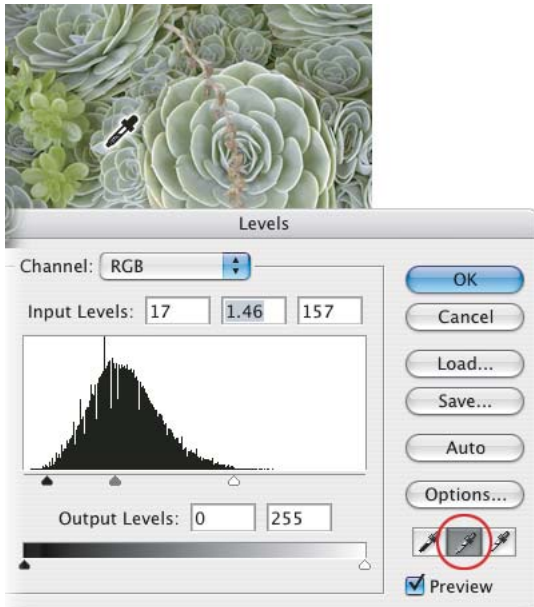 Levels
Channel: RGB
Input Levels: 17 1.46 157
Output Levels: 0 255
OK
Cancel
Load...
Save...
Auto
Options...
Preview